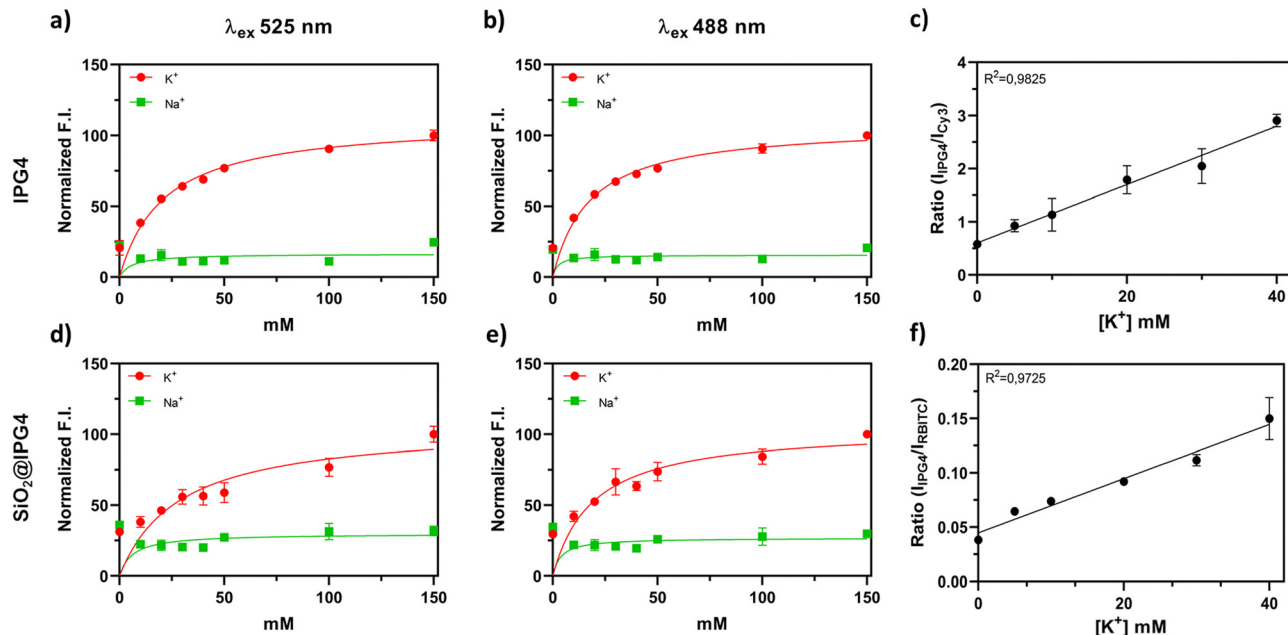 a)
λex 525 nm
b)
λex 488 nm
c)
IPG4
Normalized F.I.
150
100
50
0
K+
Na+
0
50
100
150
mM
Normalized F.I.
150
100
50
0
K+
Na+
0
50
100
150
mM
Ratio (IIPG4/ICy3)
4
3
2
1
0
R2=0,9825
0
20
40
[K+] mM
d)
e)
f)
SiO2@IPG4
Normalized F.I.
150
100
50
0
K+
Na+
0
50
100
150
mM
Normalized F.I.
150
100
50
0
K+
Na+
0
50
100
150
mM
Ratio (IIPG4/IRBITC)
0.20
0.15
0.10
0.05
0.00
R2=0,9725
0
20
40
[K+] mM